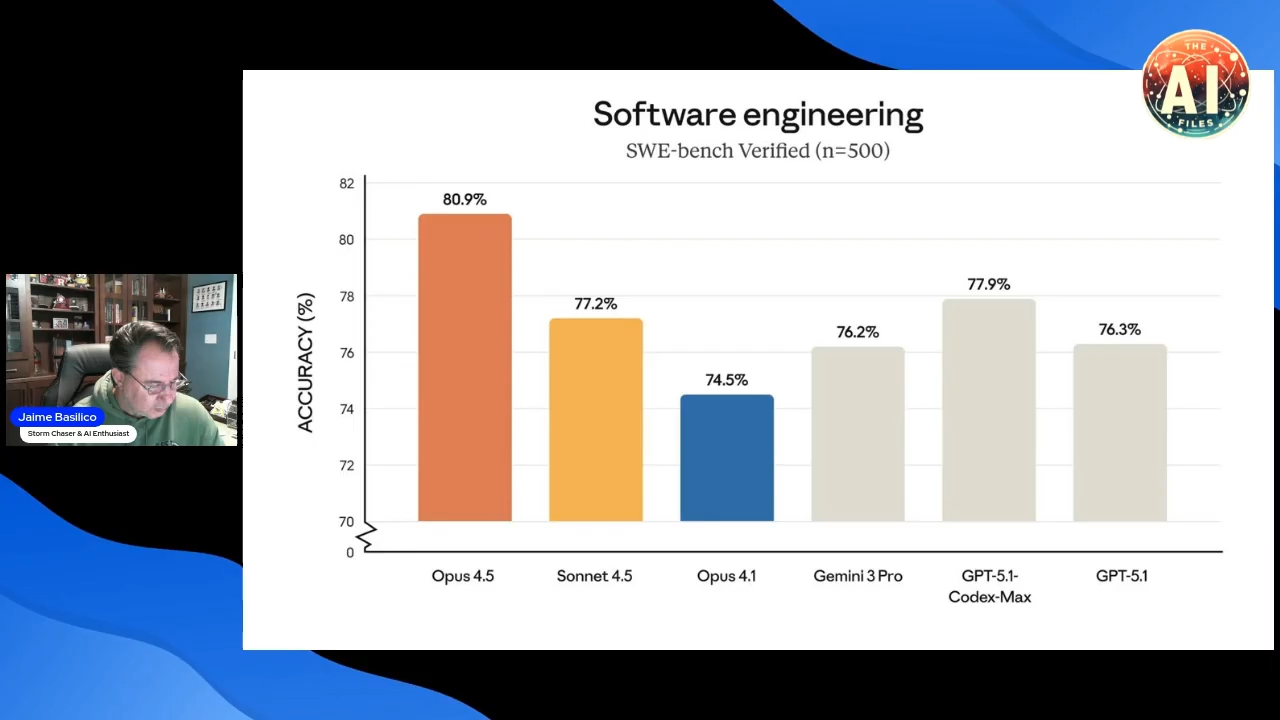 THE
AI
FILES
Software engineering
SWE-bench Verified (n=500)
ACCURACY (%)
82
80
78
76
74
72
70
0
80.9%
77.2%
74.5%
76.2%
77.9%
76.3%
Opus 4.5
Sonnet 4.5
Opus 4.1
Gemini 3 Pro
GPT-5.1-
Codex-Max
GPT-5.1
Jaime Basilico
Storm Chaser & AI Enthusiast